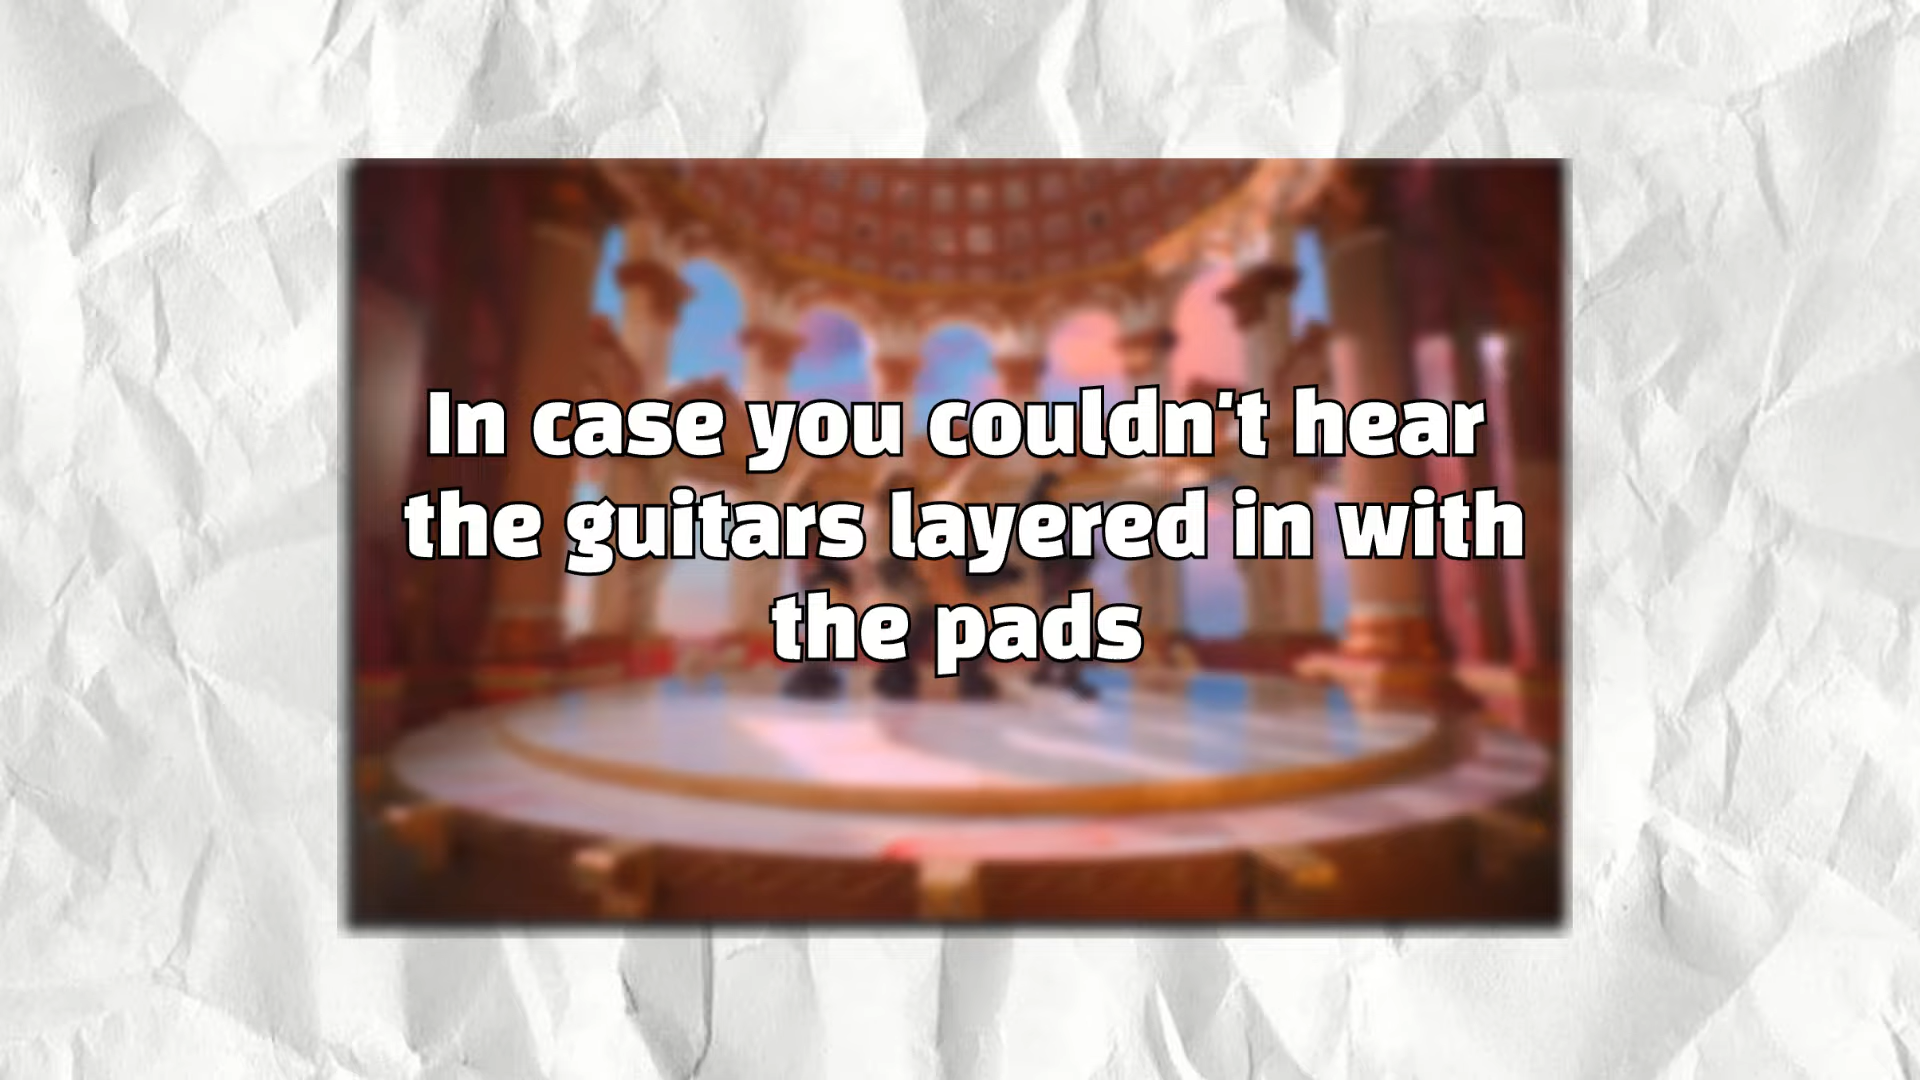 In case you couldn't hear
the guitars layered in with
the pads